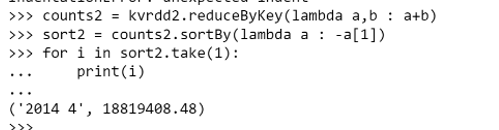 IndentationError: unexpected indent
>>> counts2 = kvrdd2.reduceByKey(lambda a,b : a+b)
>>> sort2 = counts2.sortBy(lambda a : -a[1])
>>> for i in sort2.take(1):
...     print(i)
...
('2014 4', 18819408.48)
>>>